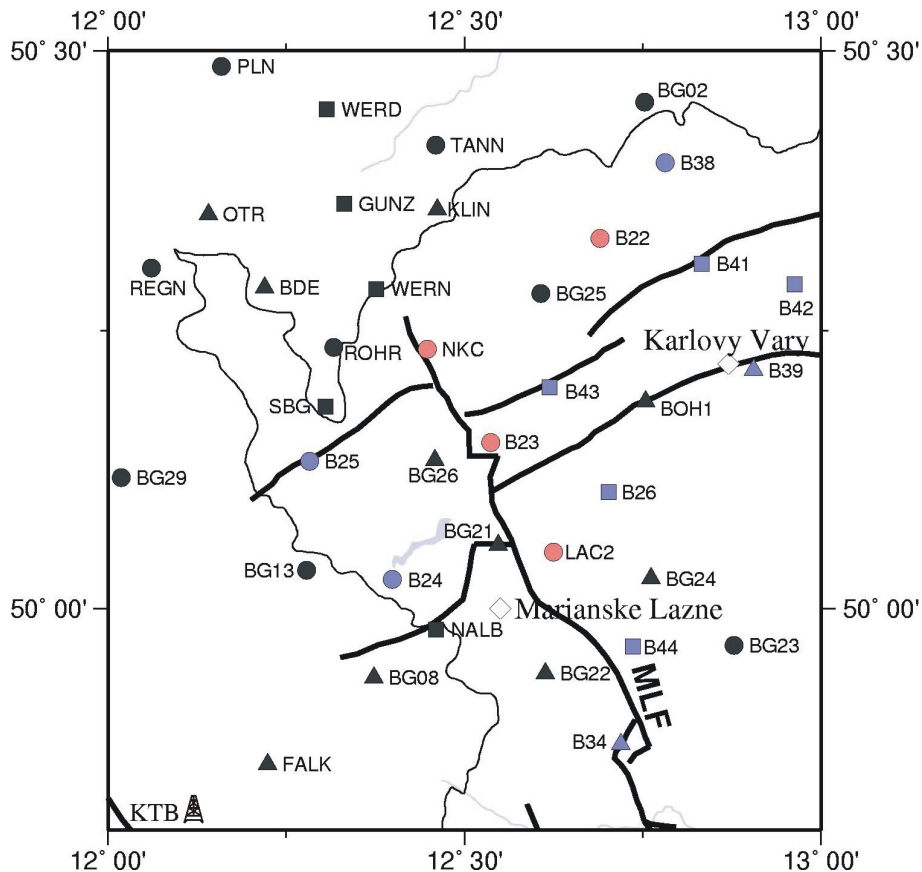 12° 00' 12° 30' 13° 00'
50° 30' 50° 30'
PLN
BG02
WERD
TANN
B38
GUNZ
KLIN
OTR
B22
B41
REGN
BDE
WERN
BG25
B42
Karlovy Vary
ROHR
NKC
B39
B43
SBG
BOH1
B23
B25
BG26
BG29
B26
BG21
LAC2
BG13
B24
BG24
50° 00' 50° 00'
Marianske Lazne
NALB
B44
BG23
BG08
BG22
MLF
B34
FALK
KTB
12° 00' 12° 30' 13° 00'